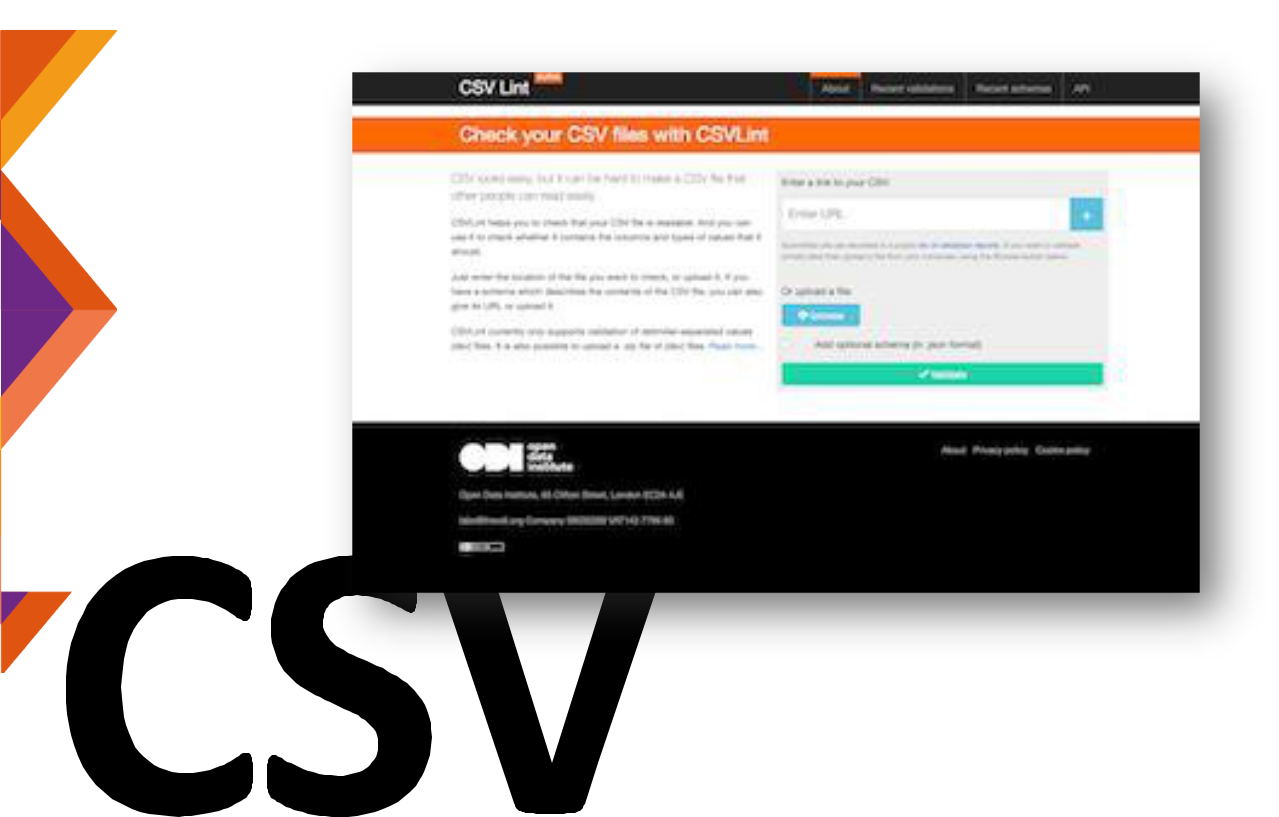 CSV Lint
About Recent validations Recent schemas API
Check your CSV files with CSVLint
CSV looks easy, but it can be hard to make a CSV file that
other people can read easily.
CSVLint helps you to check that your CSV file is readable. And you can
use it to check whether it contains the columns and types of values that it
should.
Just enter the location of the file you want to check, or upload it. If you
have a schema which describes the contents of the CSV file, you can also
give its URL or upload it.
CSVLint currently only supports validation of delimiter-separated values
(dsv) files. It is also possible to upload a .zip file of (dsv) files. Read more...
Enter a link to your CSV:
Enter URL
+
Or upload a file:
Add optional schema (in .json format)
Validate
ODI open
data
institute
About Privacy policy Cookie policy
Open Data Institute, 65 Clifton Street, London EC2A 4JE
CSV